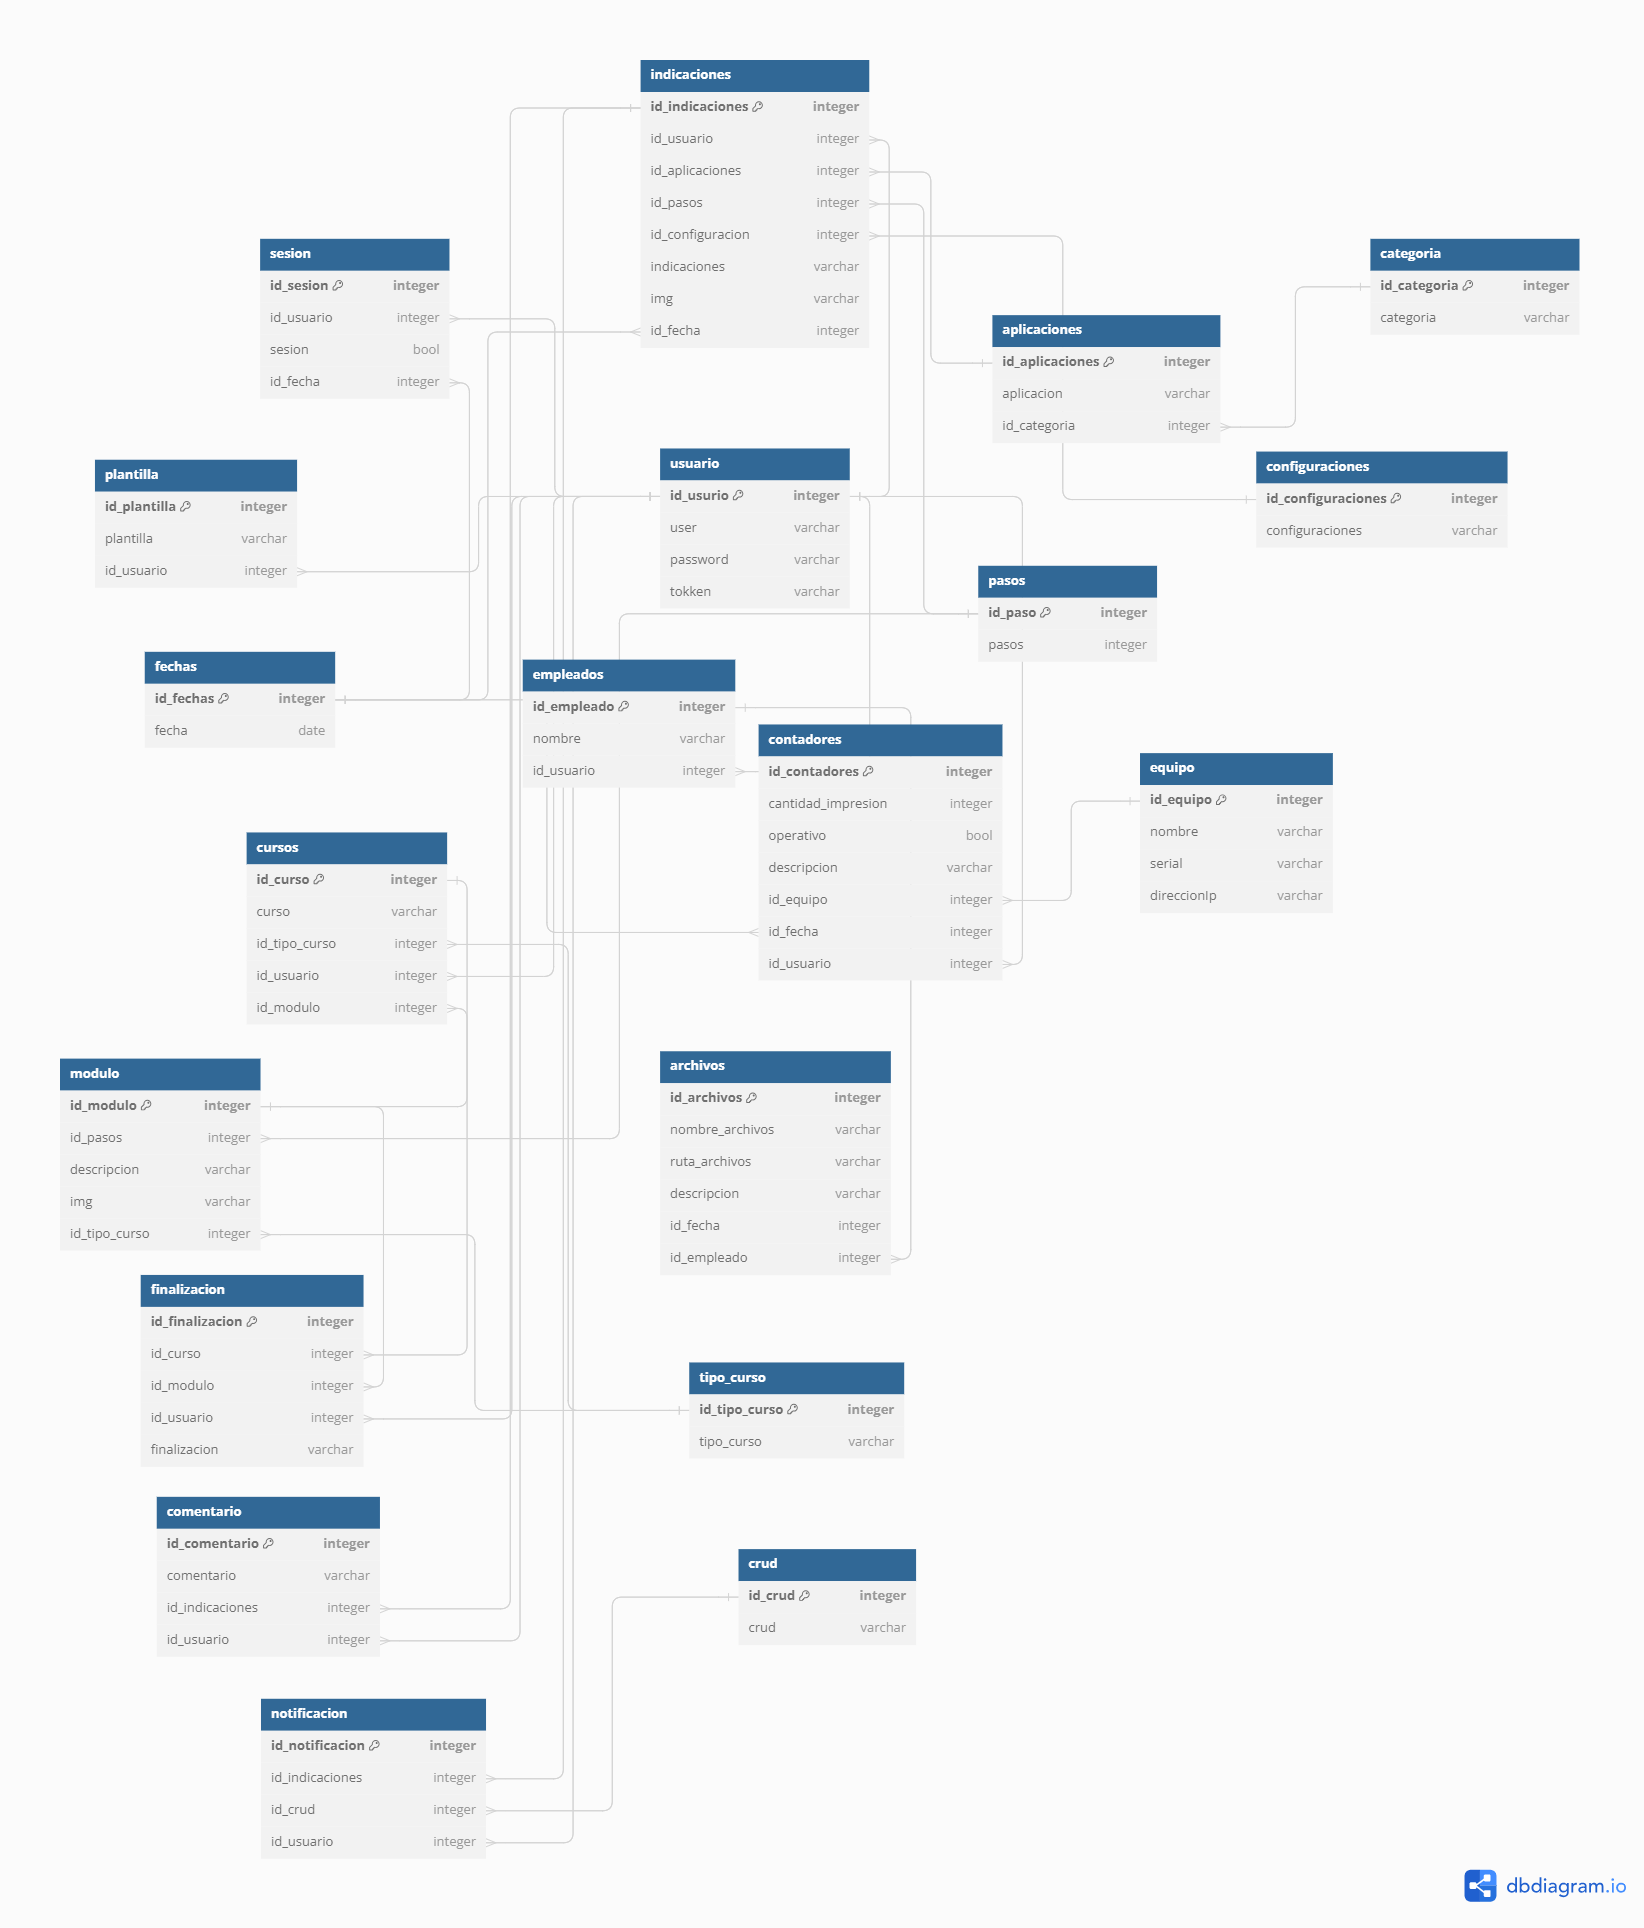 indicaciones
id_indicaciones integer
id_usuario integer
id_aplicaciones integer
id_pasos integer
id_configuracion integer
indicaciones varchar
img varchar
id_fecha integer
sesion
id_sesion integer
id_usuario integer
sesion bool
id_fecha integer
categoria
id_categoria integer
categoria varchar
aplicaciones
id_aplicaciones integer
aplicacion varchar
id_categoria integer
plantilla
id_plantilla integer
plantilla varchar
id_usuario integer
usuario
id_usurio integer
user varchar
password varchar
tokken varchar
configuraciones
id_configuraciones integer
configuraciones varchar
pasos
id_paso integer
pasos integer
fechas
id_fechas integer
fecha date
empleados
id_empleado integer
nombre varchar
id_usuario integer
contadores
id_contadores integer
cantidad_impresion integer
operativo bool
descripcion varchar
id_equipo integer
id_fecha integer
id_usuario integer
equipo
id_equipo integer
nombre varchar
serial varchar
direccionIp varchar
cursos
id_curso integer
curso varchar
id_tipo_curso integer
id_usuario integer
id_modulo integer
modulo
id_modulo integer
id_pasos integer
descripcion varchar
img varchar
id_tipo_curso integer
archivos
id_archivos integer
nombre_archivos varchar
ruta_archivos varchar
descripcion varchar
id_fecha integer
id_empleado integer
finalizacion
id_finalizacion integer
id_curso integer
id_modulo integer
id_usuario integer
finalizacion varchar
tipo_curso
id_tipo_curso integer
tipo_curso varchar
comentario
id_comentario integer
comentario varchar
id_indicaciones integer
id_usuario integer
crud
id_crud integer
crud varchar
notificacion
id_notificacion integer
id_indicaciones integer
id_crud integer
id_usuario integer
dbdiagram.io